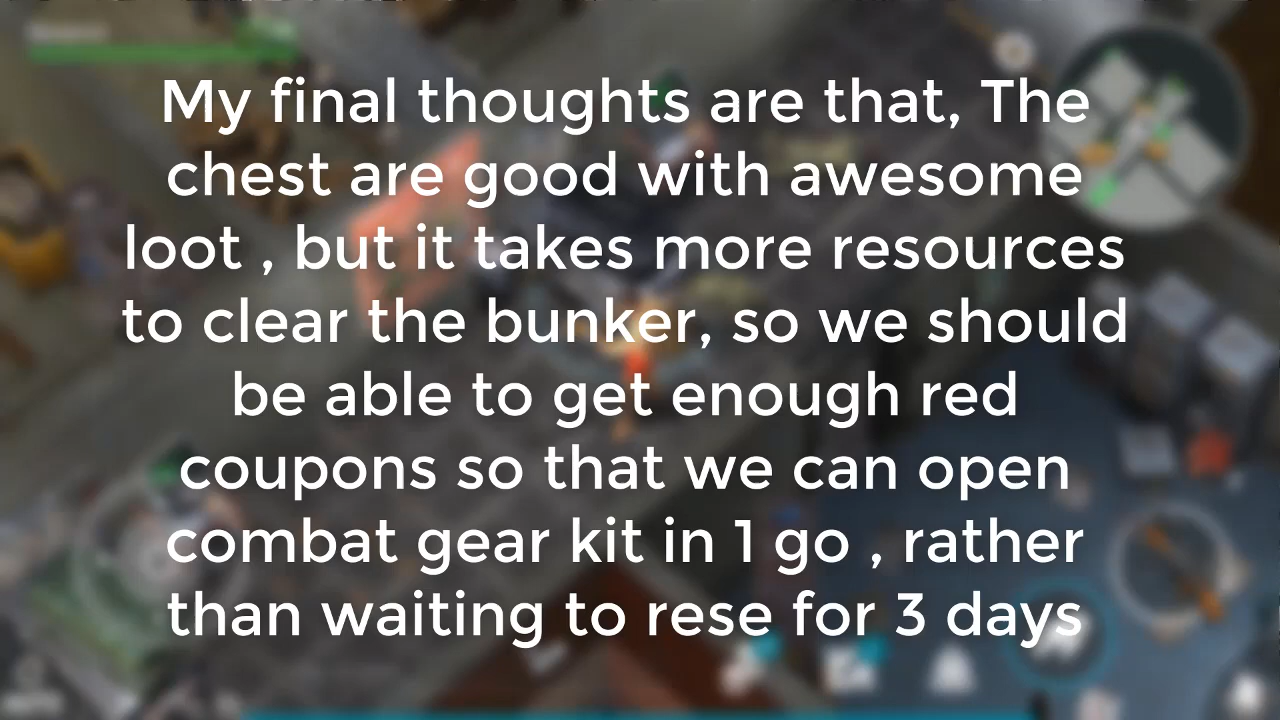 My final thoughts are that, The
chest are good with awesome
loot , but it takes more resources
to clear the bunker, so we should
be able to get enough red
coupons so that we can open
combat gear kit in 1 go , rather
than waiting to rese for 3 days